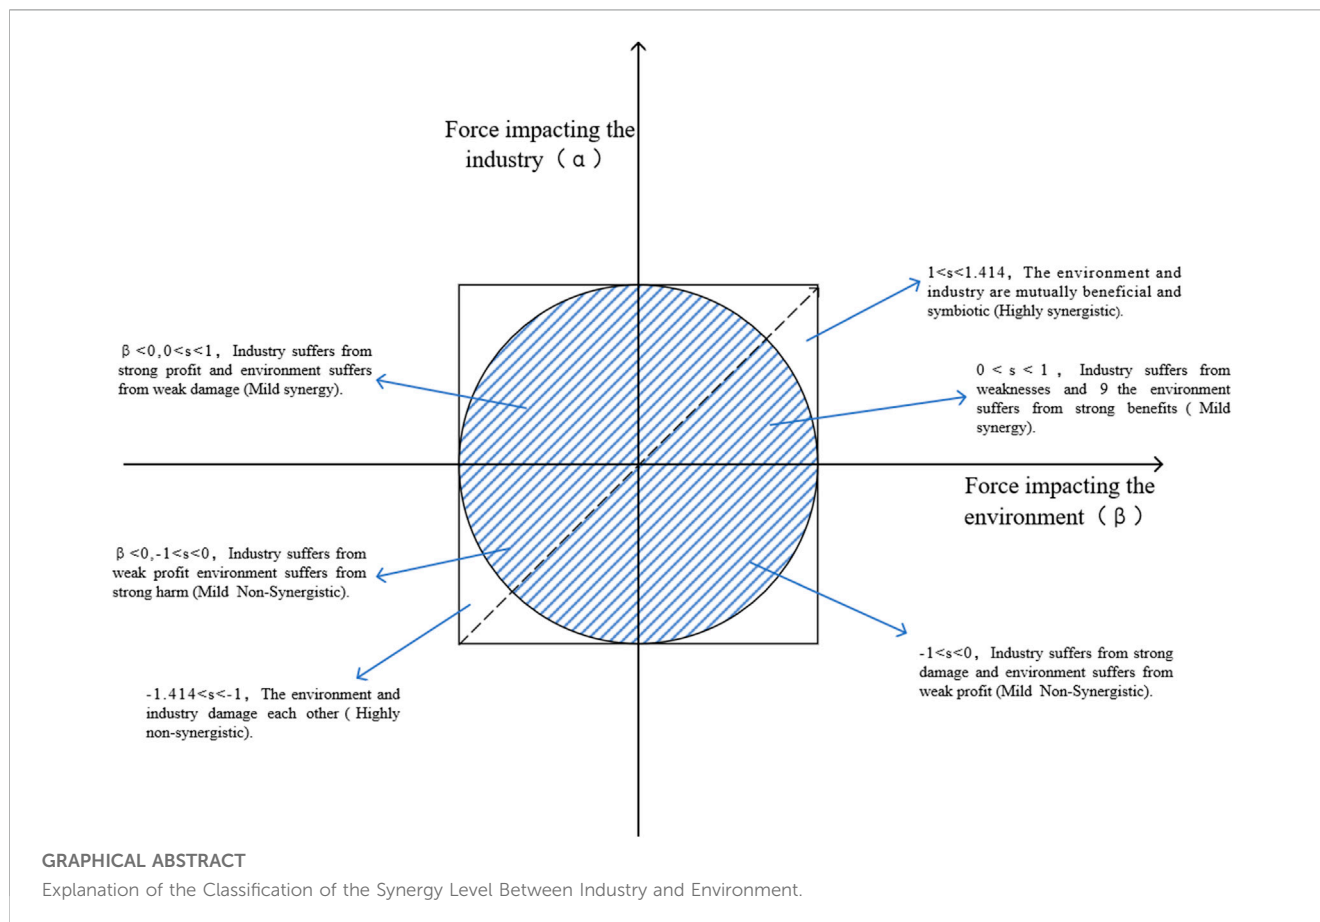 Force impacting the
industry（α）
1<s<1.414, The environment and
industry are mutually beneficial and
symbiotic (Highly synergistic).
β<0,0<s<1, Industry suffers from
strong profit and environment suffers
from weak damage (Mild synergy).
0 < s < 1 , Industry suffers from
weaknesses and 9 the environment
suffers from strong benefits ( Mild
synergy).
Force impacting the
environment（β）
β<0,-1<s<0, Industry suffers from
weak profit environment suffers from
strong harm (Mild Non-Synergistic).
-1<s<0, Industry suffers from strong
damage and environment suffers from
weak profit (Mild Non-Synergistic).
-1.414<s<-1, The environment and
industry damage each other ( Highly
non-synergistic).
GRAPHICAL ABSTRACT
Explanation of the Classification of the Synergy Level Between Industry and Environment.